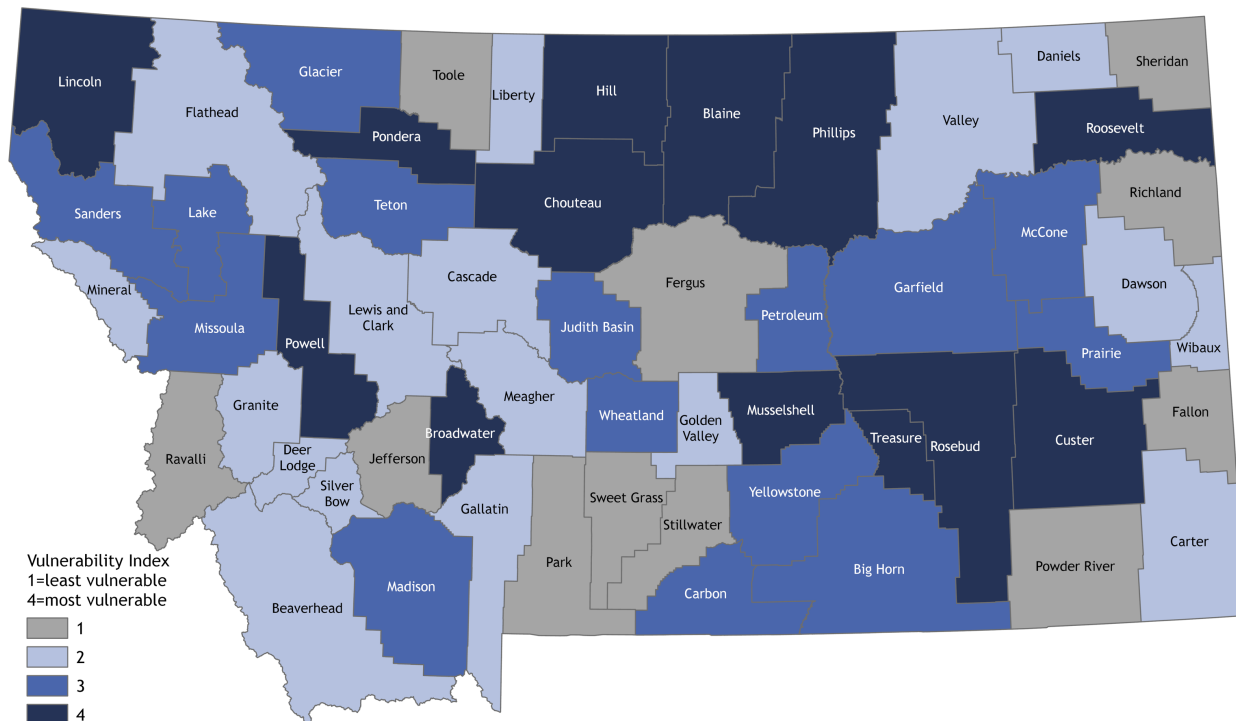 Lincoln
Flathead
Glacier
Toole
Liberty
Hill
Blaine
Phillips
Valley
Daniels
Sheridan
Roosevelt
Pondera
Richland
Sanders
Lake
Teton
Chouteau
McCone
Mineral
Missoula
Powell
Lewis and
Clark
Cascade
Judith Basin
Fergus
Petroleum
Garfield
Dawson
Prairie
Wibaux
Granite
Meagher
Wheatland
Golden
Valley
Musselshell
Treasure
Rosebud
Custer
Fallon
Ravalli
Deer
Lodge
Silver
Bow
Jefferson
Broadwater
Gallatin
Sweet Grass
Stillwater
Yellowstone
Park
Carbon
Big Horn
Powder River
Carter
Beaverhead
Madison
Vulnerability Index
1=least vulnerable
4=most vulnerable
1
2
3
4